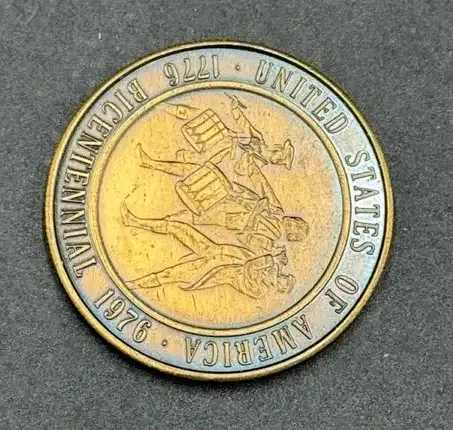 UNITED STATES OF AMERICA ·
1776 BICENTENNIAL 1976 ·